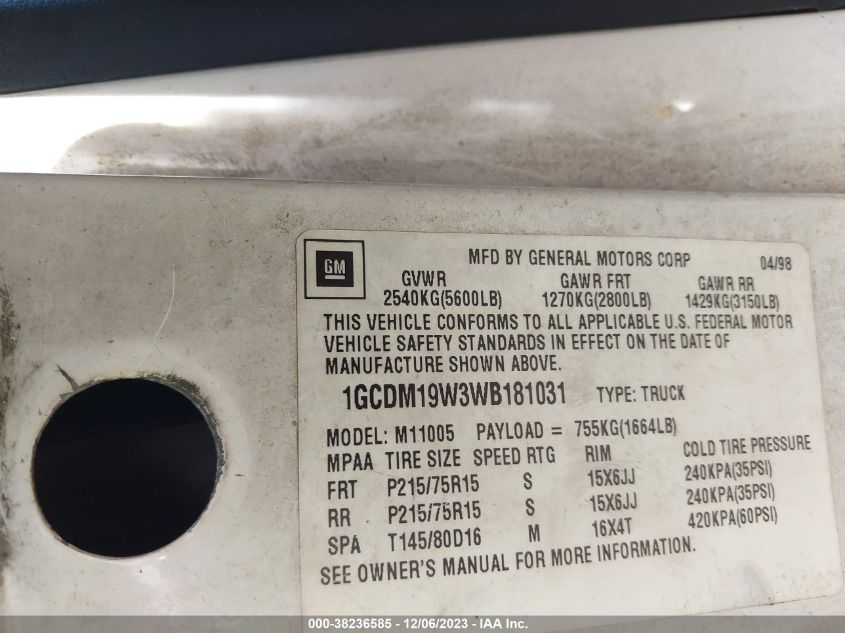 GM
MFD BY GENERAL MOTORS CORP 04/98
GVWR GAWR FRT GAWR RR
2540KG(5600LB) 1270KG(2800LB) 1429KG(3150LB)
THIS VEHICLE CONFORMS TO ALL APPLICABLE U.S. FEDERAL MOTOR
VEHICLE SAFETY STANDARDS IN EFFECT ON THE DATE OF
MANUFACTURE SHOWN ABOVE.
1GCDM19W3WB181031 TYPE: TRUCK
MODEL: M11005 PAYLOAD = 755KG(1664LB)
MPAA TIRE SIZE SPEED RTG RIM COLD TIRE PRESSURE
FRT P215/75R15 S 15X6JJ 240KPA(35PSI)
RR P215/75R15 S 15X6JJ 240KPA(35PSI)
SPA T145/80D16 M 16X4T 420KPA(60PSI)
SEE OWNER'S MANUAL FOR MORE INFORMATION.
000-38236585 - 12/06/2023 - IAA Inc.